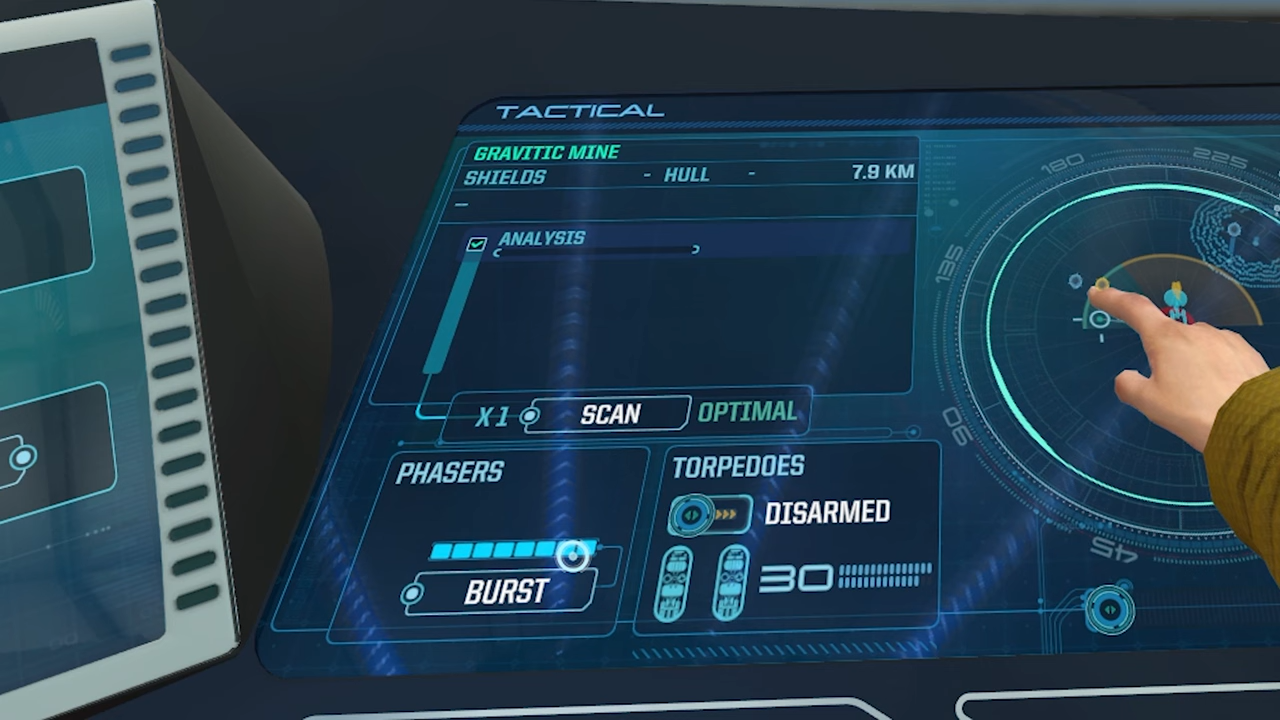 TACTICAL
GRAVITIC MINE
SHIELDS - HULL - 7.9 KM
–
ANALYSIS
X1 SCAN OPTIMAL
PHASERS
BURST
TORPEDOES
DISARMED
30
180
225
135
90
45